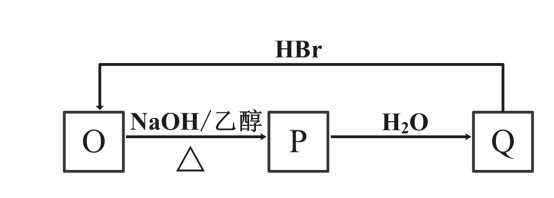 HBr
O NaOH/乙醇 △ P H₂O Q